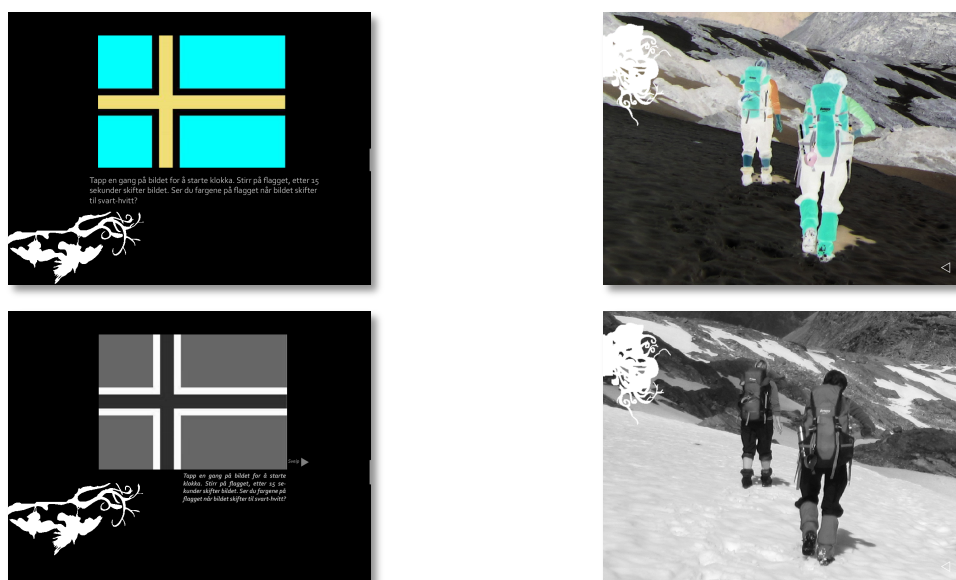 Tapp en gang på bildet for å starte klokka. Stirr på flagget, etter 15
sekunder skifter bildet. Ser du fargene på flagget når bildet skifter
til svart-hvitt?
Sveip
Tapp en gang på bildet for å starte
klokka. Stirr på flagget, etter 15 se-
kunder skifter bildet. Ser du fargene på
flagget når bildet skifter til svart-hvitt?